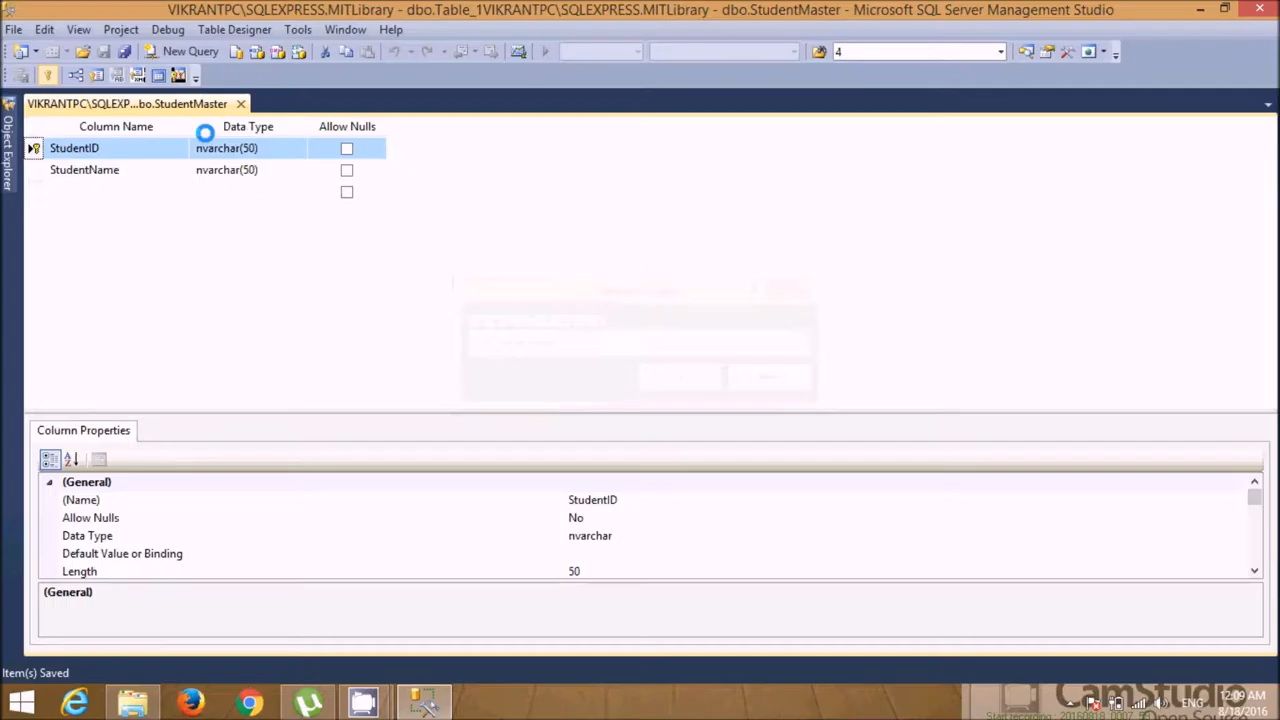 VIKRANTPC\SQLEXPRESS.MITLibrary - dbo.Table_1VIKRANTPC\SQLEXPRESS.MITLibrary - dbo.StudentMaster - Microsoft SQL Server Management Studio
File Edit View Project Debug Table Designer Tools Window Help
New Query 4
VIKRANTPC\SQLEXP...bo.StudentMaster
Object Explorer
Column Name Data Type Allow Nulls
StudentID nvarchar(50)
StudentName nvarchar(50)
Column Properties
(General)
(Name) StudentID
Allow Nulls No
Data Type nvarchar
Default Value or Binding
Length 50
(General)
Item(s) Saved
ENG 12:09 AM
8/18/2016
CamStudio